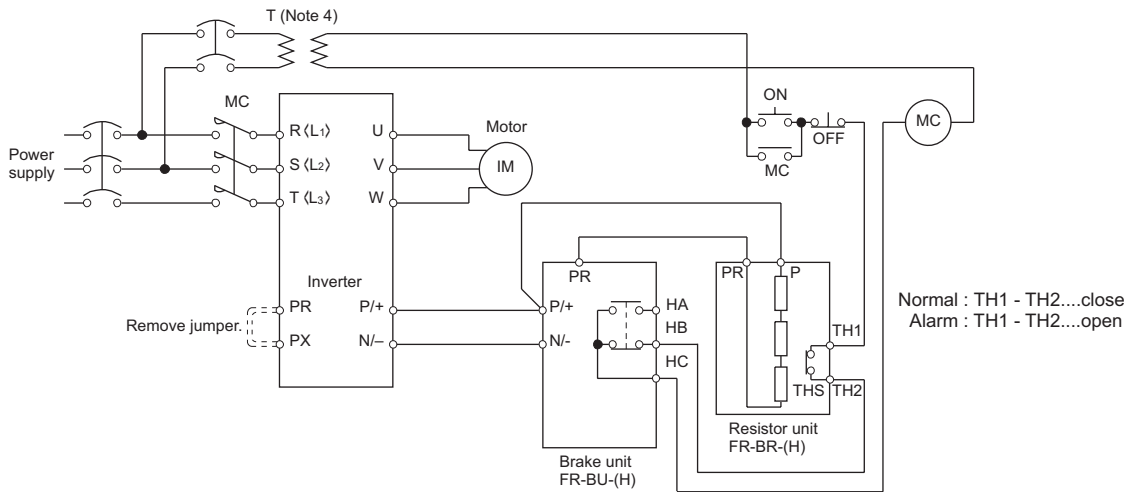 T (Note 4)
MC
ON
OFF
MC
MC
Power
supply
R ⟨L1⟩
S ⟨L2⟩
T ⟨L3⟩
U
V
W
Motor
IM
Inverter
PR
PX
Remove jumper.
P/+
N/–
PR
P/+
N/-
HA
HB
HC
Brake unit
FR-BU-(H)
PR
P
TH1
THS
TH2
Resistor unit
FR-BR-(H)
Normal : TH1 - TH2....close
Alarm : TH1 - TH2....open